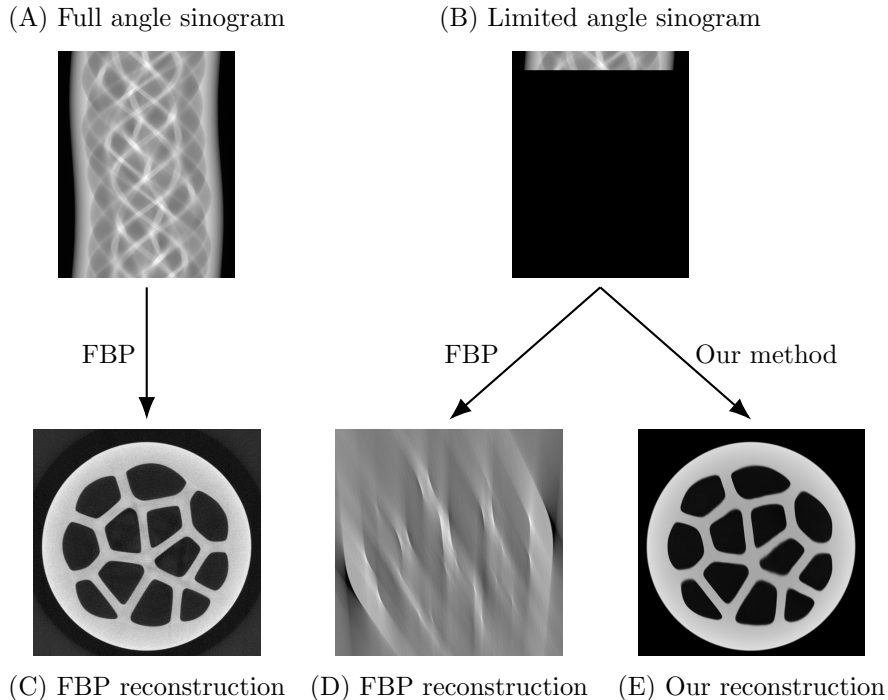 (A) Full angle sinogram
(B) Limited angle sinogram
FBP
FBP
Our method
(C) FBP reconstruction
(D) FBP reconstruction
(E) Our reconstruction